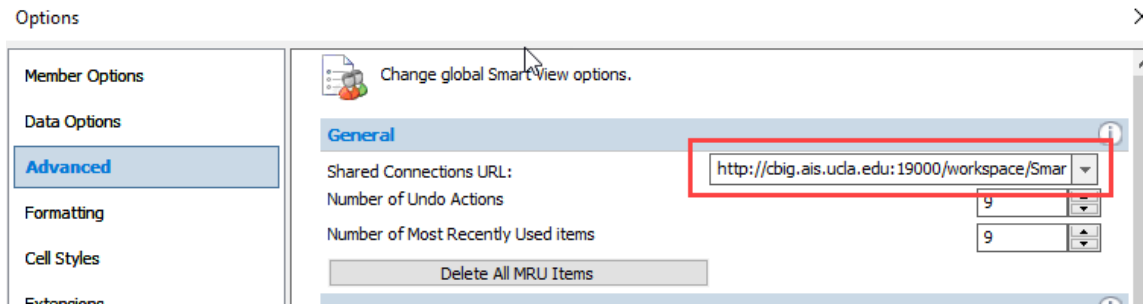 Options
Member Options
Data Options
Advanced
Formatting
Cell Styles
Extensions
Change global Smart View options.
General
Shared Connections URL: http://cbig.ais.ucla.edu:19000/workspace/Smar
Number of Undo Actions 9
Number of Most Recently Used items 9
Delete All MRU Items